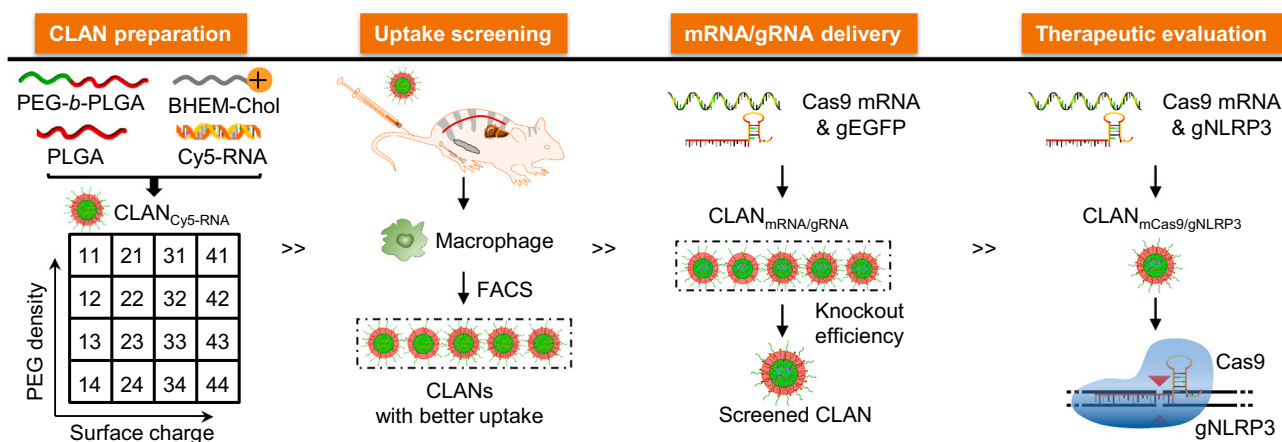 CLAN preparation
PEG-b-PLGA
BHEM-Chol
+
PLGA
Cy5-RNA
CLANCy5-RNA
11 21 31 41
12 22 32 42
13 23 33 43
14 24 34 44
PEG density
Surface charge
>>
Uptake screening
Macrophage
FACS
CLANs
with better uptake
>>
mRNA/gRNA delivery
Cas9 mRNA
& gEGFP
CLANmRNA/gRNA
Knockout
efficiency
Screened CLAN
>>
Therapeutic evaluation
Cas9 mRNA
& gNLRP3
CLANmCas9/gNLRP3
Cas9
gNLRP3